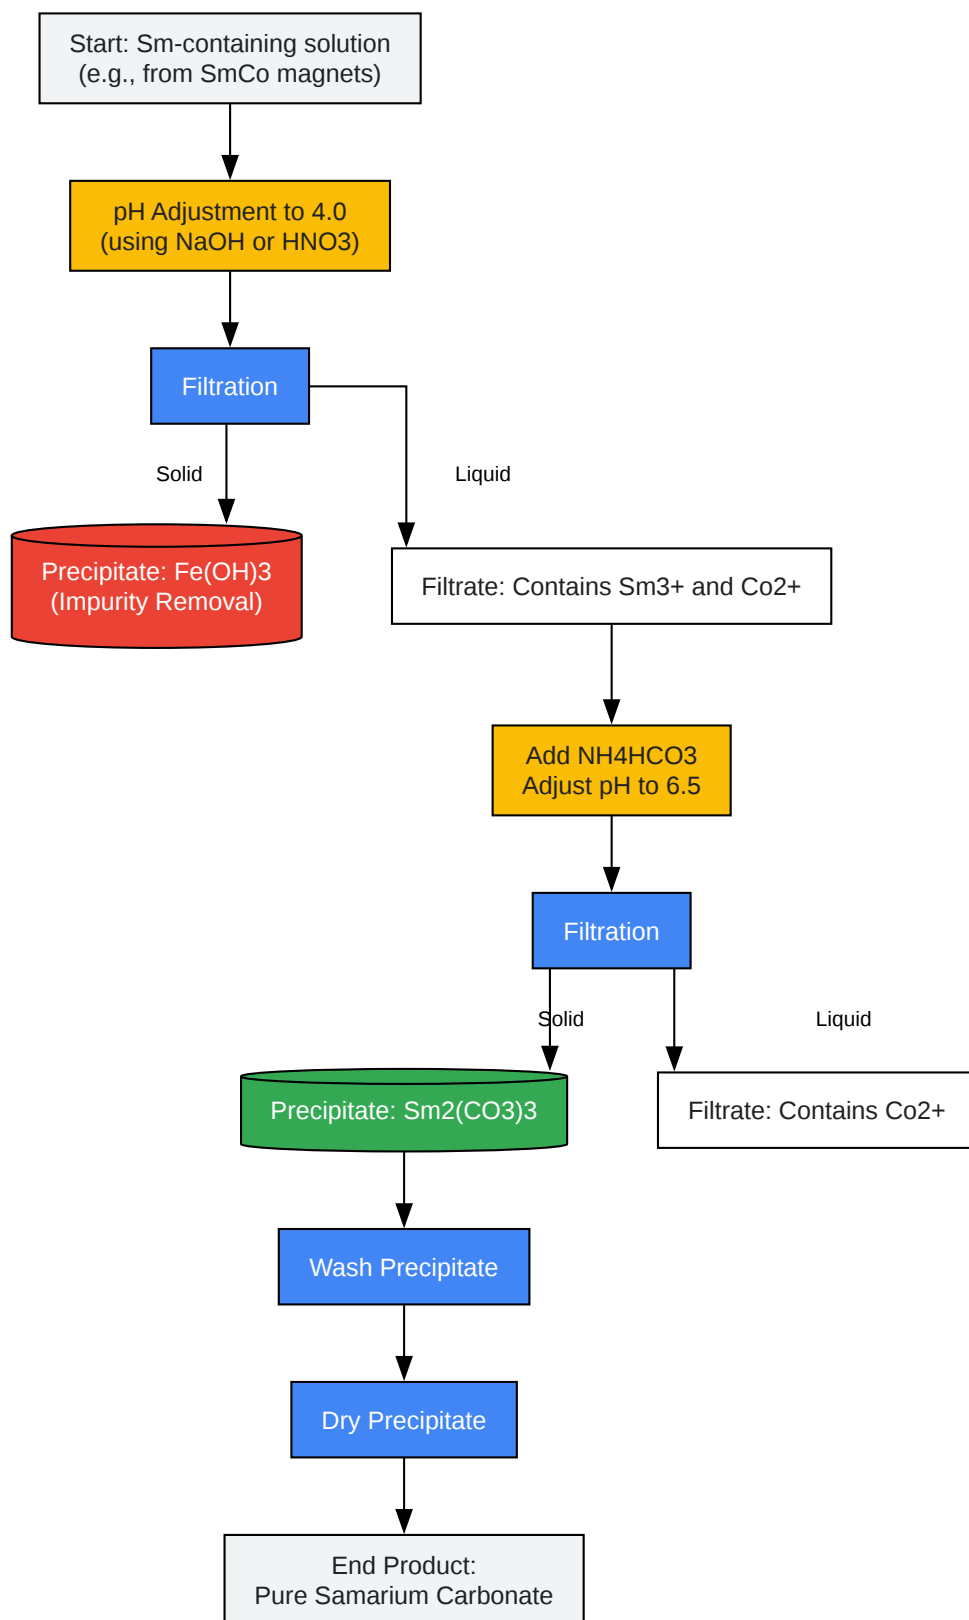 Start: Sm-containing solution
(e.g., from SmCo magnets)
pH Adjustment to 4.0
(using NaOH or HNO3)
Filtration
Solid
Liquid
Precipitate: Fe(OH)3
(Impurity Removal)
Filtrate: Contains Sm3+ and Co2+
Add NH4HCO3
Adjust pH to 6.5
Filtration
Solid
Liquid
Precipitate: Sm2(CO3)3
Filtrate: Contains Co2+
Wash Precipitate
Dry Precipitate
End Product:
Pure Samarium Carbonate